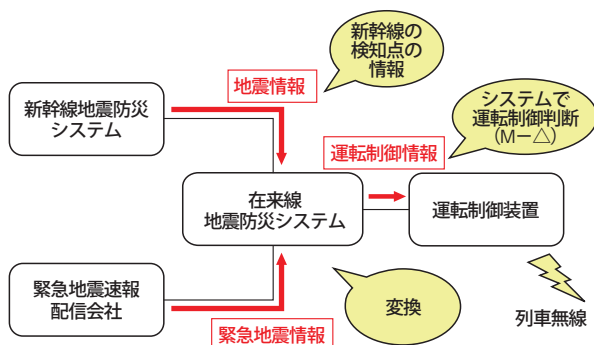 新幹線の
検知点の
情報
地震情報
新幹線地震防災
システム
システムで
運転制御判断
(M－△)
運転制御情報
在来線
地震防災システム
運転制御装置
緊急地震速報
配信会社
変換
緊急地震情報
列車無線